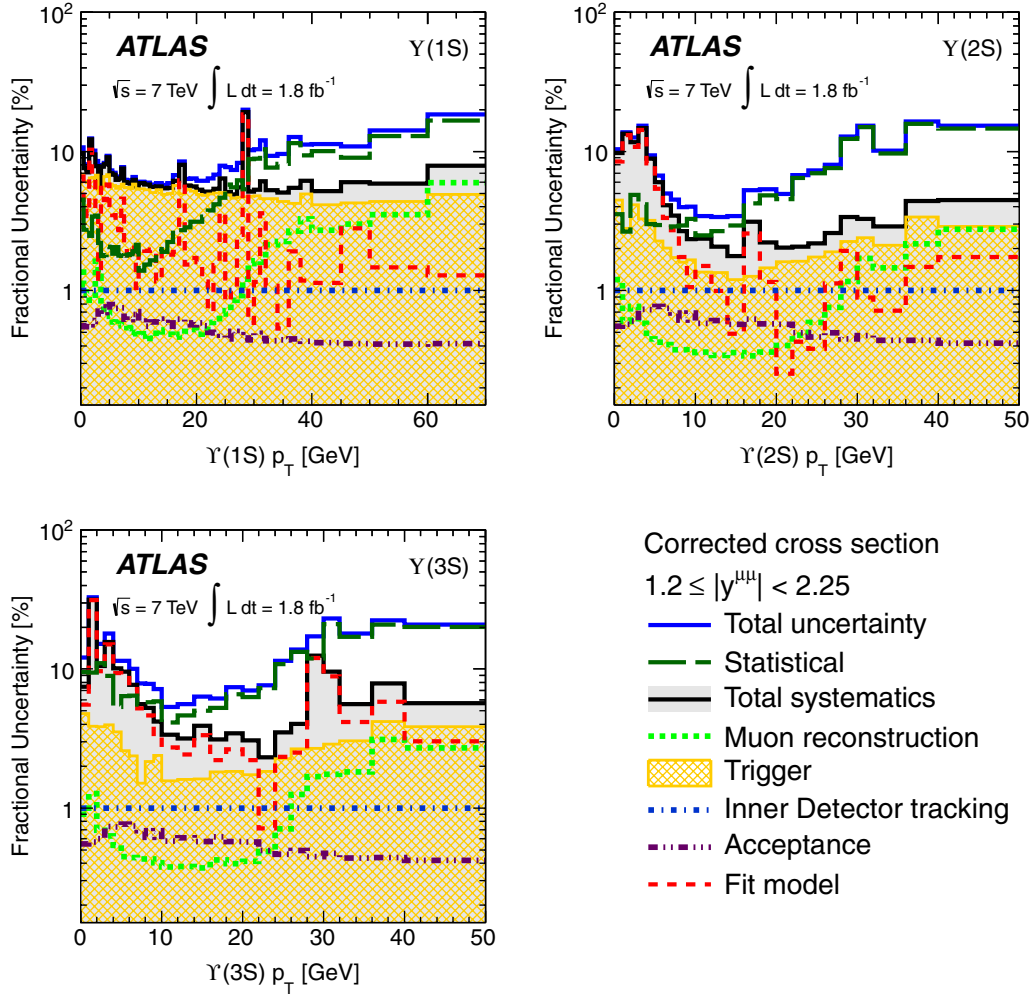 10²
10
1
Fractional Uncertainty [%]
ATLAS
ϒ(1S)
√s = 7 TeV ∫ L dt = 1.8 fb⁻¹
0 10 20 30 40 50 60
ϒ(1S) p_T [GeV]
10²
10
1
Fractional Uncertainty [%]
ATLAS
ϒ(2S)
√s = 7 TeV ∫ L dt = 1.8 fb⁻¹
0 10 20 30 40 50
ϒ(2S) p_T [GeV]
10²
10
1
Fractional Uncertainty [%]
ATLAS
ϒ(3S)
√s = 7 TeV ∫ L dt = 1.8 fb⁻¹
0 10 20 30 40 50
ϒ(3S) p_T [GeV]
Corrected cross section
1.2 ≤ |y^μμ| < 2.25
Total uncertainty
Statistical
Total systematics
Muon reconstruction
Trigger
Inner Detector tracking
Acceptance
Fit model